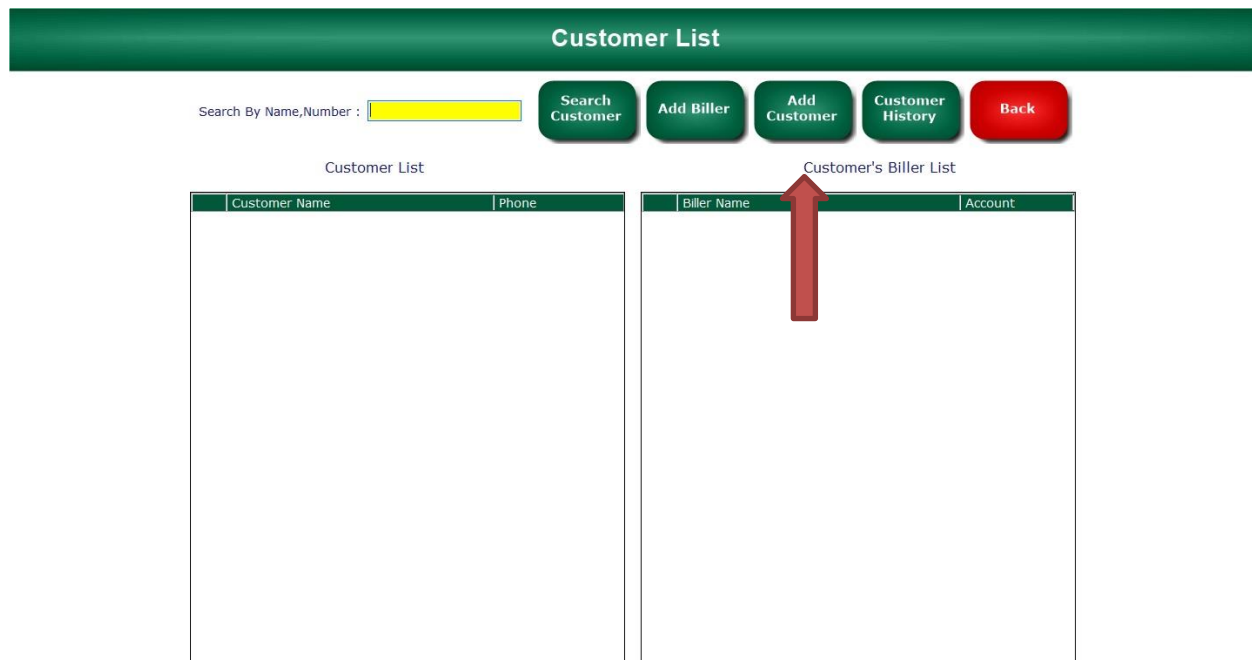 Customer List
Search By Name,Number :
Search
Customer
Add Biller
Add
Customer
Customer
History
Back
Customer List
Customer's Biller List
Customer Name Phone
Biller Name Account